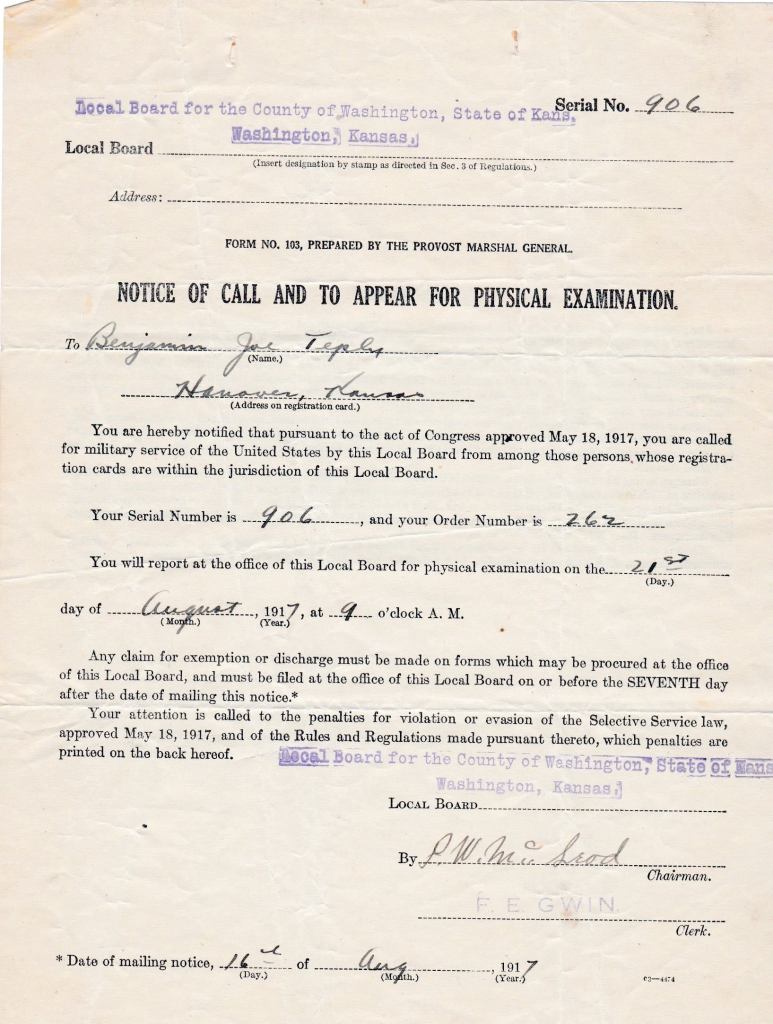 Serial No. 906
Local Board for the County of Washington, State of Kans.
Washington, Kansas.
Local Board
(Insert designation by stamp as directed in Sec. 3 of Regulations.)
Address:
FORM NO. 103, PREPARED BY THE PROVOST MARSHAL GENERAL.
NOTICE OF CALL AND TO APPEAR FOR PHYSICAL EXAMINATION.
To Benjamin Joe Teply
(Name.)
Hanover, Kansas
(Address on registration card.)
You are hereby notified that pursuant to the act of Congress approved May 18, 1917, you are called
for military service of the United States by this Local Board from among those persons whose registra-
tion cards are within the jurisdiction of this Local Board.
Your Serial Number is 906, and your Order Number is 262
You will report at the office of this Local Board for physical examination on the 21st
(Day.)
day of August, 1917, at 9 o'clock A. M.
(Month.) (Year.)
Any claim for exemption or discharge must be made on forms which may be procured at the office
of this Local Board, and must be filed at the office of this Local Board on or before the SEVENTH day
after the date of mailing this notice.*
Your attention is called to the penalties for violation or evasion of the Selective Service law,
approved May 18, 1917, and of the Rules and Regulations made pursuant thereto, which penalties are
printed on the back hereof.
Local Board for the County of Washington, State of Kans
Washington, Kansas.
LOCAL BOARD
By P. W. McLeod
Chairman.
F. E. GWIN.
Clerk.
* Date of mailing notice, 16 of Aug, 1917
(Day.) (Month.) (Year.)
c3—4474